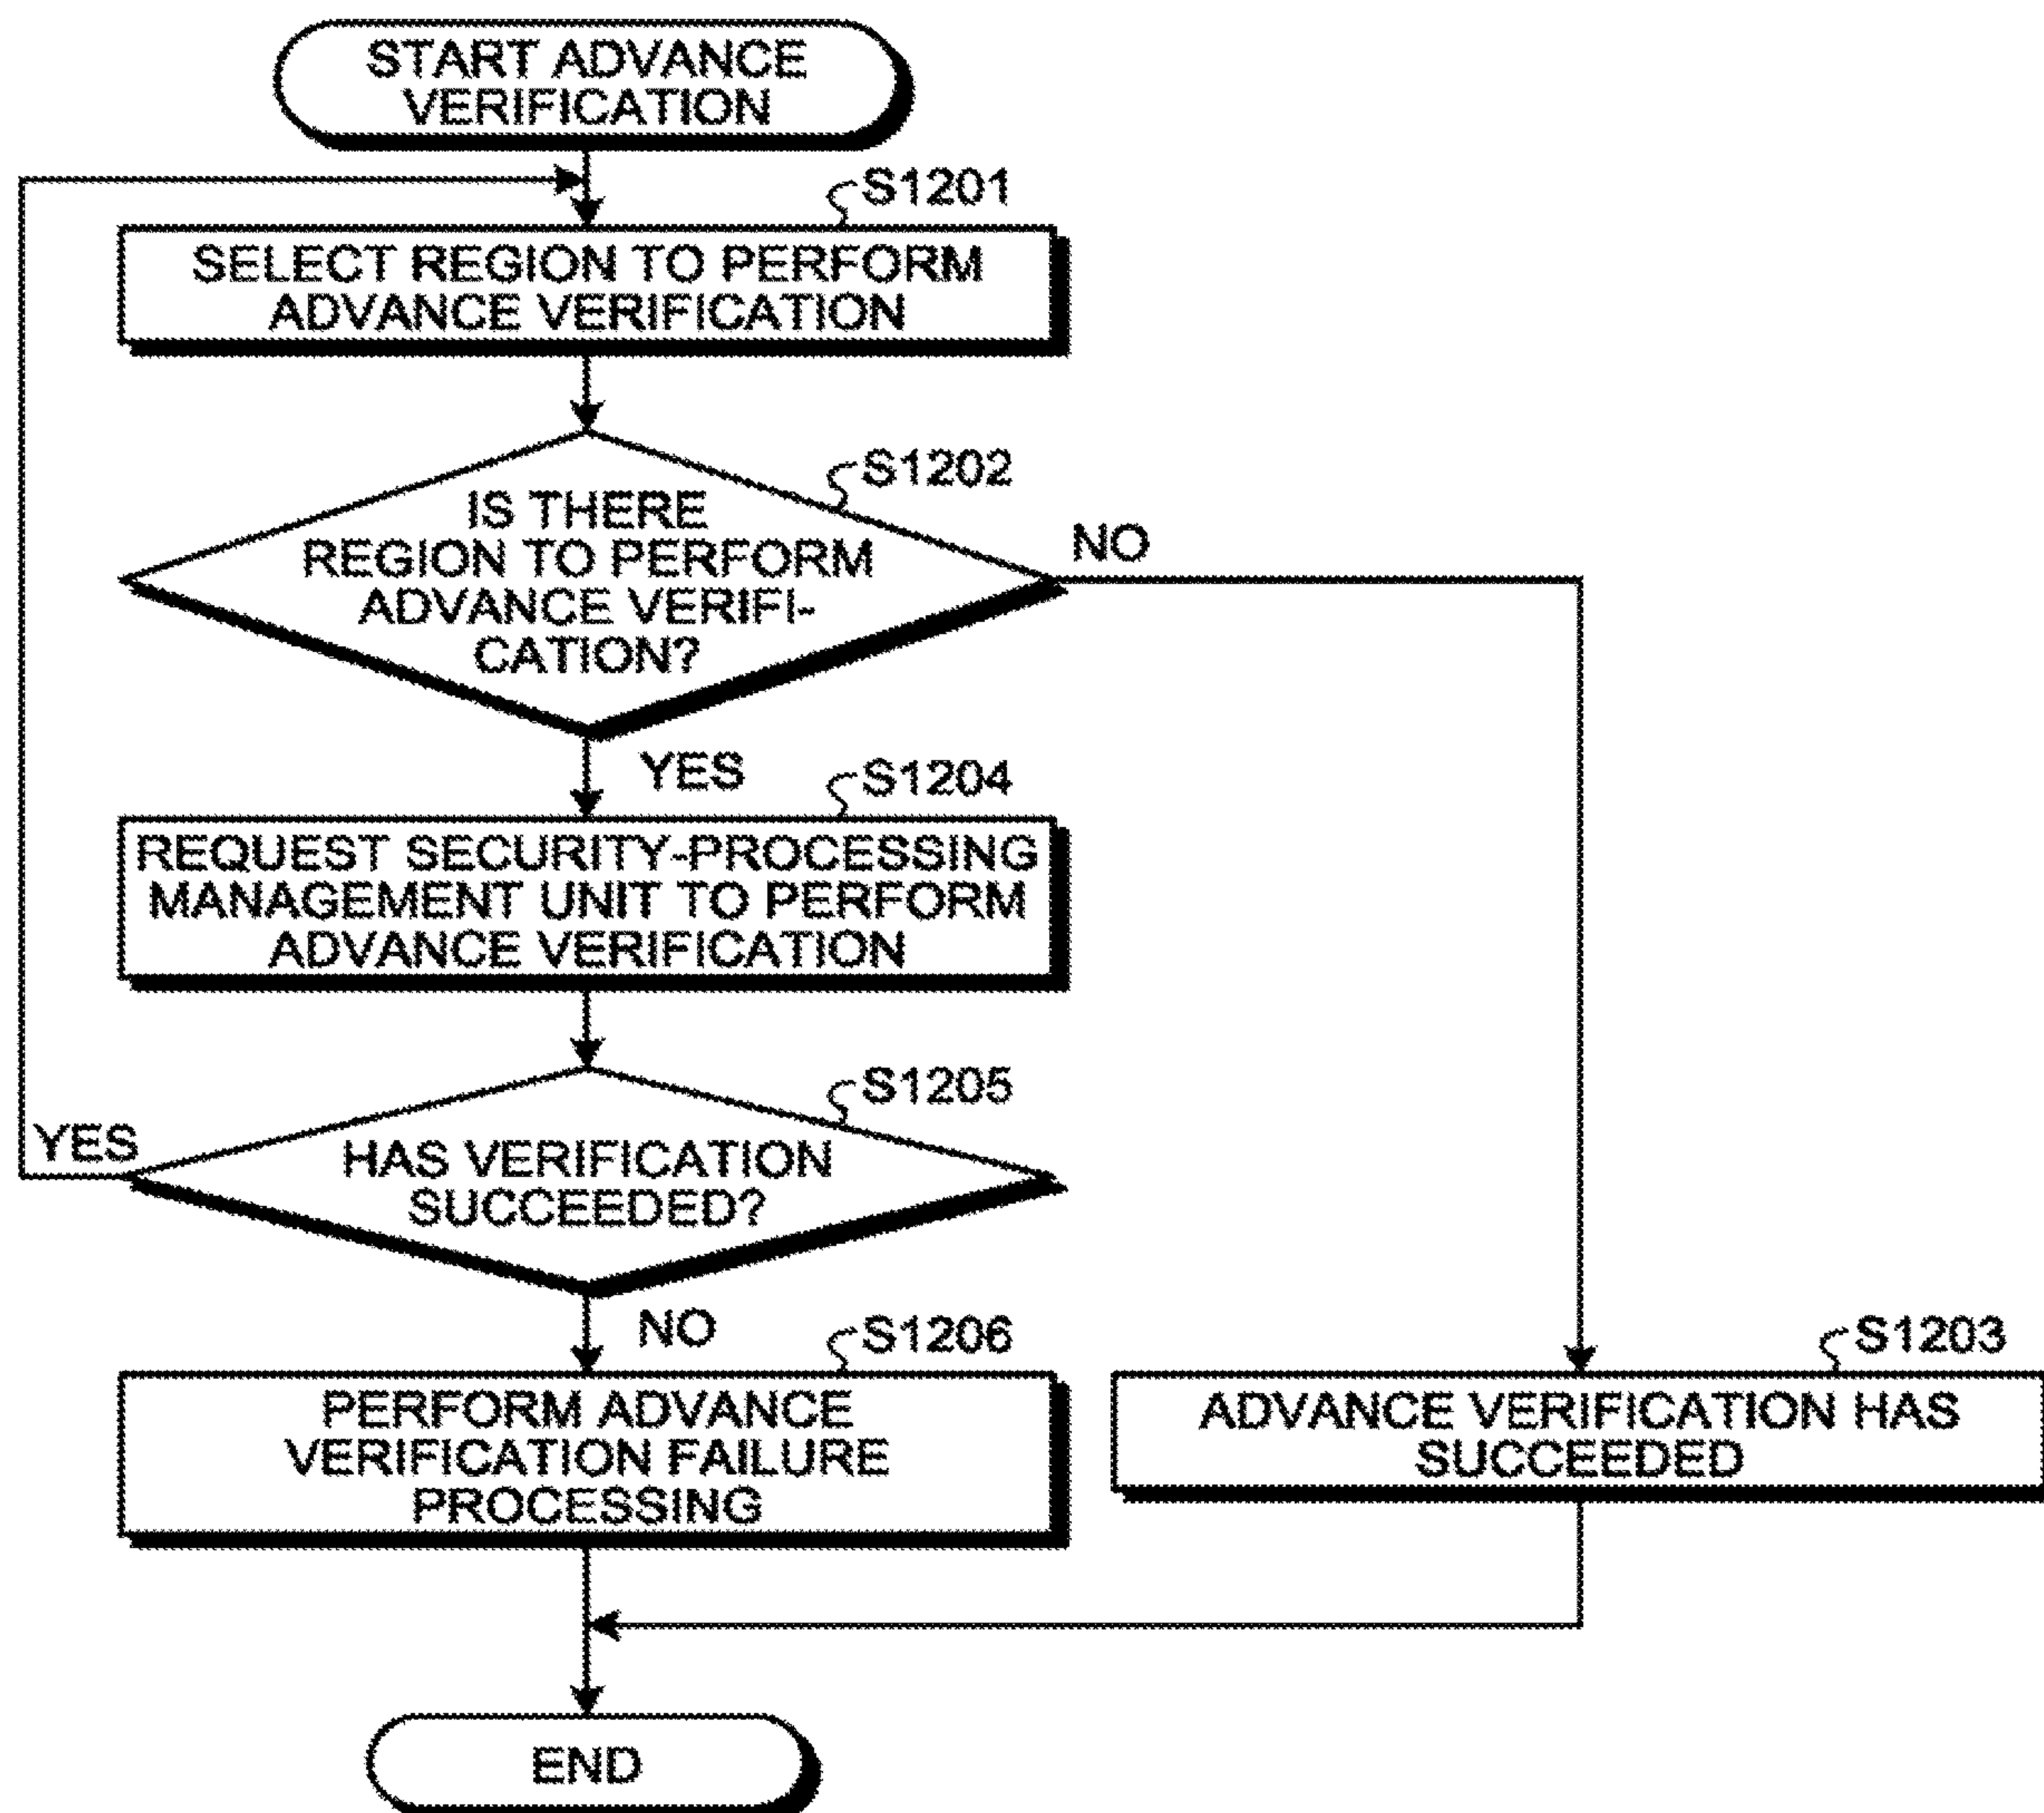 START ADVANCE
VERIFICATION
S1201
SELECT REGION TO PERFORM
ADVANCE VERIFICATION
S1202
IS THERE
REGION TO PERFORM
ADVANCE VERIFI-
CATION?
NO
YES
S1204
REQUEST SECURITY-PROCESSING
MANAGEMENT UNIT TO PERFORM
ADVANCE VERIFICATION
S1205
YES
HAS VERIFICATION
SUCCEEDED?
NO
S1206
PERFORM ADVANCE
VERIFICATION FAILURE
PROCESSING
S1203
ADVANCE VERIFICATION HAS
SUCCEEDED
END